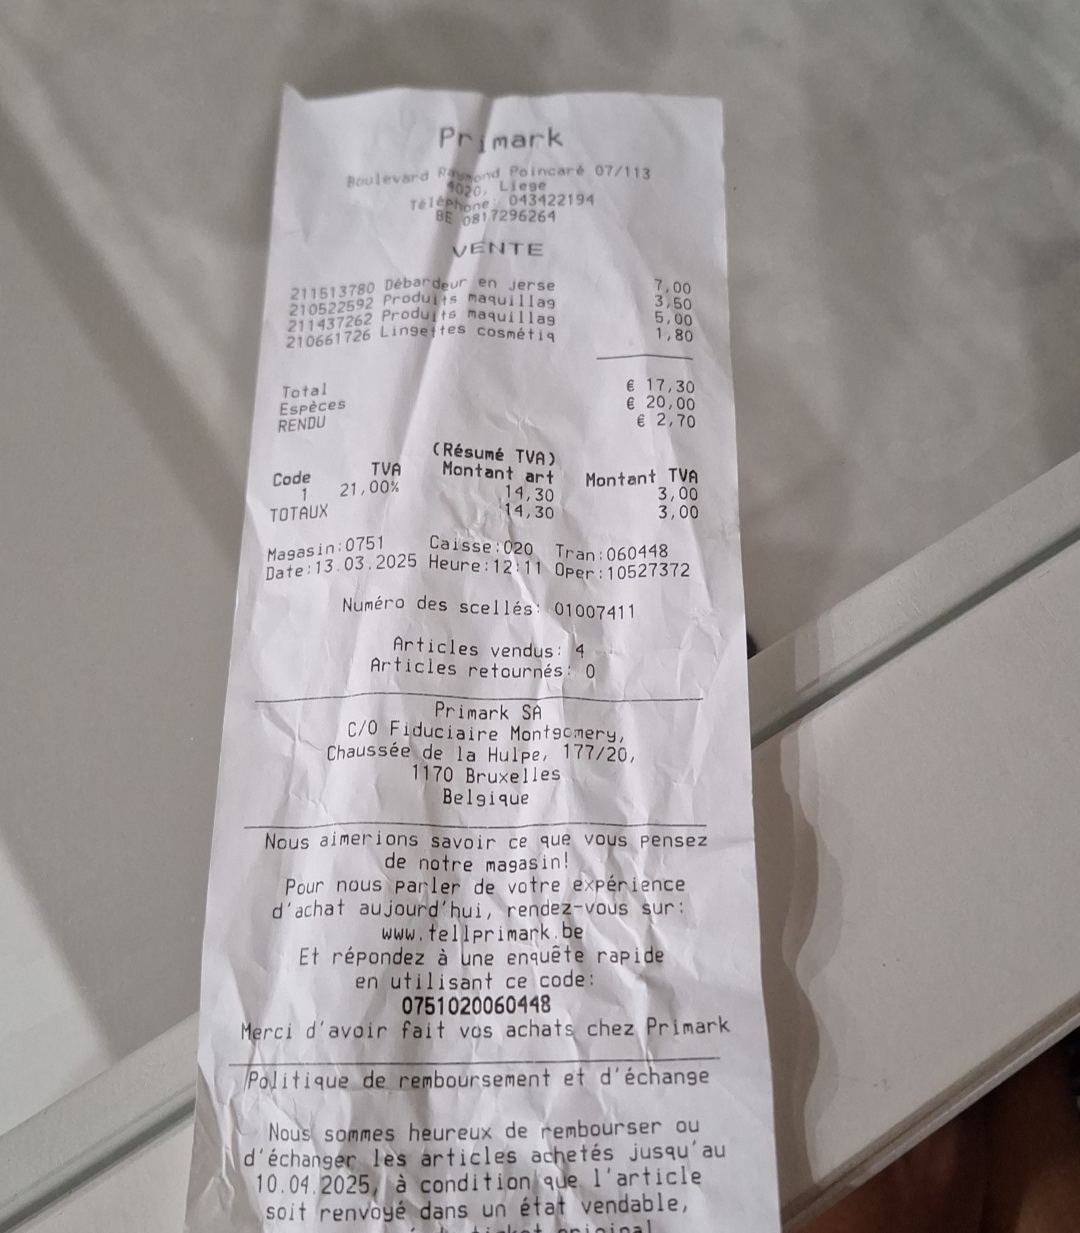 Primark
Boulevard Raymond Poincaré 07/113
4020, Liege
Téléphone: 043422194
BE 0817296264
VENTE
211513780 Débardeur en jerse 7,00
210522592 Produits maquillag 3,50
211437262 Produits maquillag 5,00
210661726 Lingettes cosmétiq 1,80
Total € 17,30
Espèces € 20,00
RENDU € 2,70
(Résumé TVA)
Code TVA Montant art Montant TVA
1 21,00% 14,30 3,00
TOTAUX 14,30 3,00
Magasin:0751 Caisse:020 Tran:060448
Date:13.03.2025 Heure:12:11 Oper:10527372
Numéro des scellés: 01007411
Articles vendus: 4
Articles retournés: 0
Primark SA
C/O Fiduciaire Montgomery,
Chaussée de la Hulpe, 177/20,
1170 Bruxelles
Belgique
Nous aimerions savoir ce que vous pensez
de notre magasin!
Pour nous parler de votre expérience
d'achat aujourd'hui, rendez-vous sur:
www.tellprimark.be
Et répondez à une enquête rapide
en utilisant ce code:
0751020060448
Merci d'avoir fait vos achats chez Primark
Politique de remboursement et d'échange
Nous sommes heureux de rembourser ou
d'échanger les articles achetés jusqu'au
10.04.2025, à condition que l'article
soit renvoyé dans un état vendable,
ticket original